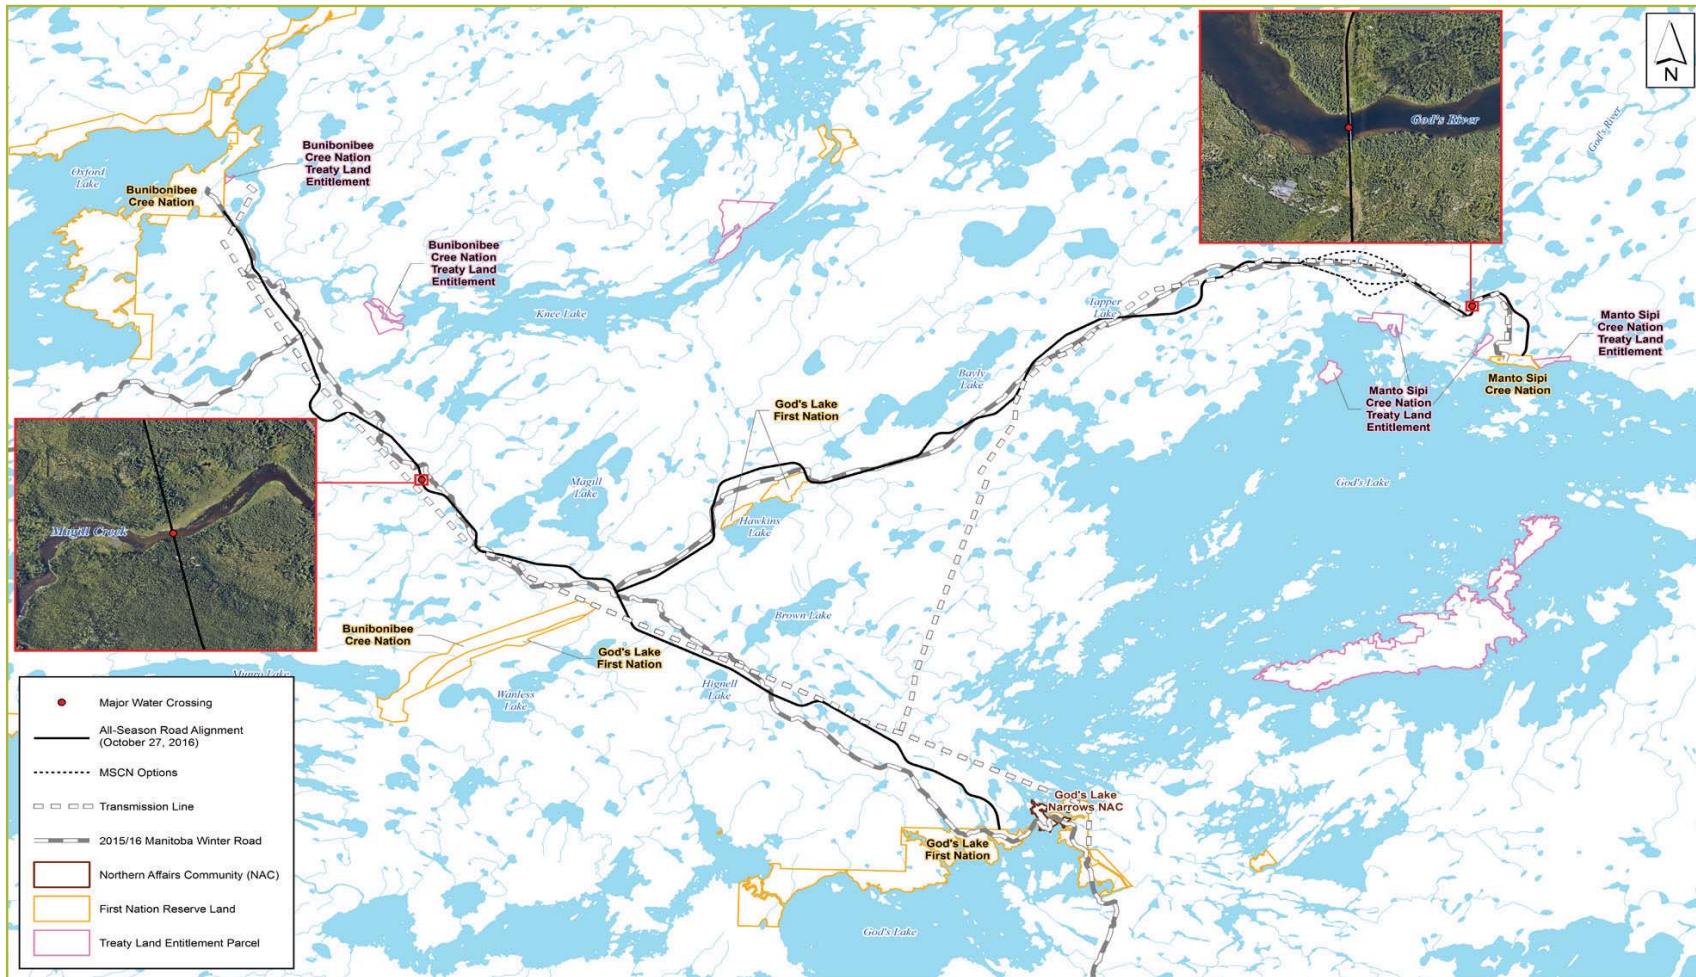 N
God's River
God's River
Bunibonibee
Cree Nation
Treaty Land
Entitlement
Oxford
Lake
Bunibonibee
Cree Nation
Bunibonibee
Cree Nation
Treaty Land
Entitlement
Knee Lake
Tapper
Lake
Manto Sipi
Cree Nation
Treaty Land
Entitlement
Manto Sipi
Cree Nation
Manto Sipi
Cree Nation
Treaty Land
Entitlement
Bayly
Lake
God's Lake
First Nation
God's Lake
Magill
Lake
Hawkins
Lake
Magill Creek
Brown Lake
Bunibonibee
Cree Nation
God's Lake
First Nation
Munro Lake
Wanless
Lake
Hignell
Lake
God's Lake
Narrows NAC
God's Lake
First Nation
God's Lake
Major Water Crossing
All-Season Road Alignment
(October 27, 2016)
MSCN Options
Transmission Line
2015/16 Manitoba Winter Road
Northern Affairs Community (NAC)
First Nation Reserve Land
Treaty Land Entitlement Parcel